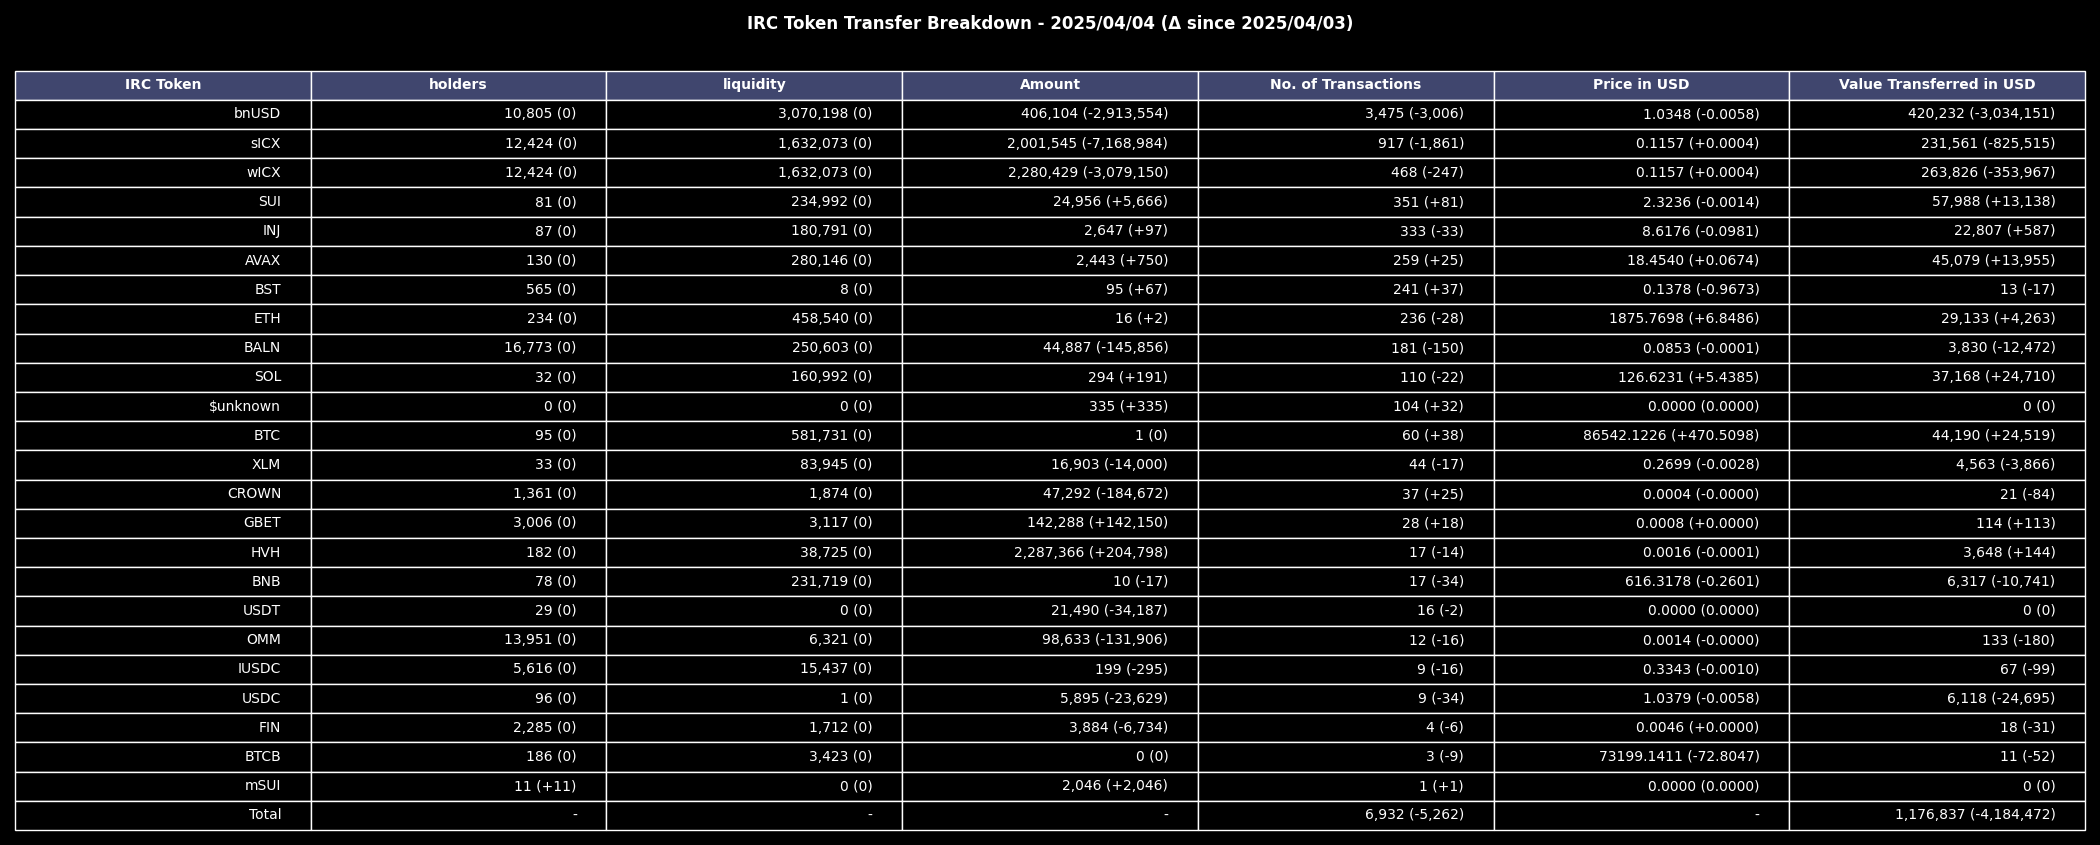 IRC Token Transfer Breakdown - 2025/04/04 (Δ since 2025/04/03)
IRC Token holders liquidity Amount No. of Transactions Price in USD Value Transferred in USD
bnUSD 10,805 (0) 3,070,198 (0) 406,104 (-2,913,554) 3,475 (-3,006) 1.0348 (-0.0058) 420,232 (-3,034,151)
sICX 12,424 (0) 1,632,073 (0) 2,001,545 (-7,168,984) 917 (-1,861) 0.1157 (+0.0004) 231,561 (-825,515)
wICX 12,424 (0) 1,632,073 (0) 2,280,429 (-3,079,150) 468 (-247) 0.1157 (+0.0004) 263,826 (-353,967)
SUI 81 (0) 234,992 (0) 24,956 (+5,666) 351 (+81) 2.3236 (-0.0014) 57,988 (+13,138)
INJ 87 (0) 180,791 (0) 2,647 (+97) 333 (-33) 8.6176 (-0.0981) 22,807 (+587)
AVAX 130 (0) 280,146 (0) 2,443 (+750) 259 (+25) 18.4540 (+0.0674) 45,079 (+13,955)
BST 565 (0) 8 (0) 95 (+67) 241 (+37) 0.1378 (-0.9673) 13 (-17)
ETH 234 (0) 458,540 (0) 16 (+2) 236 (-28) 1875.7698 (+6.8486) 29,133 (+4,263)
BALN 16,773 (0) 250,603 (0) 44,887 (-145,856) 181 (-150) 0.0853 (-0.0001) 3,830 (-12,472)
SOL 32 (0) 160,992 (0) 294 (+191) 110 (-22) 126.6231 (+5.4385) 37,168 (+24,710)
$unknown 0 (0) 0 (0) 335 (+335) 104 (+32) 0.0000 (0.0000) 0 (0)
BTC 95 (0) 581,731 (0) 1 (0) 60 (+38) 86542.1226 (+470.5098) 44,190 (+24,519)
XLM 33 (0) 83,945 (0) 16,903 (-14,000) 44 (-17) 0.2699 (-0.0028) 4,563 (-3,866)
CROWN 1,361 (0) 1,874 (0) 47,292 (-184,672) 37 (+25) 0.0004 (-0.0000) 21 (-84)
GBET 3,006 (0) 3,117 (0) 142,288 (+142,150) 28 (+18) 0.0008 (+0.0000) 114 (+113)
HVH 182 (0) 38,725 (0) 2,287,366 (+204,798) 17 (-14) 0.0016 (-0.0001) 3,648 (+144)
BNB 78 (0) 231,719 (0) 10 (-17) 17 (-34) 616.3178 (-0.2601) 6,317 (-10,741)
USDT 29 (0) 0 (0) 21,490 (-34,187) 16 (-2) 0.0000 (0.0000) 0 (0)
OMM 13,951 (0) 6,321 (0) 98,633 (-131,906) 12 (-16) 0.0014 (-0.0000) 133 (-180)
IUSDC 5,616 (0) 15,437 (0) 199 (-295) 9 (-16) 0.3343 (-0.0010) 67 (-99)
USDC 96 (0) 1 (0) 5,895 (-23,629) 9 (-34) 1.0379 (-0.0058) 6,118 (-24,695)
FIN 2,285 (0) 1,712 (0) 3,884 (-6,734) 4 (-6) 0.0046 (+0.0000) 18 (-31)
BTCB 186 (0) 3,423 (0) 0 (0) 3 (-9) 73199.1411 (-72.8047) 11 (-52)
mSUI 11 (+11) 0 (0) 2,046 (+2,046) 1 (+1) 0.0000 (0.0000) 0 (0)
Total - - - 6,932 (-5,262) - 1,176,837 (-4,184,472)